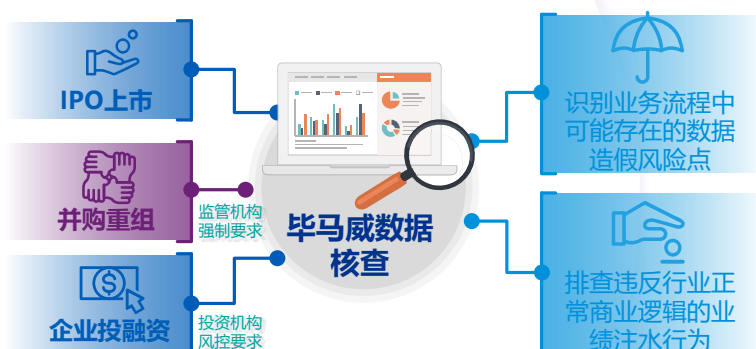 IPO上市
并购重组
监管机构
强制要求
企业投融资
投资机构
风控要求
毕马威数据
核查
识别业务流程中
可能存在的数据
造假风险点
排查违反行业正
常商业逻辑的业
绩注水行为